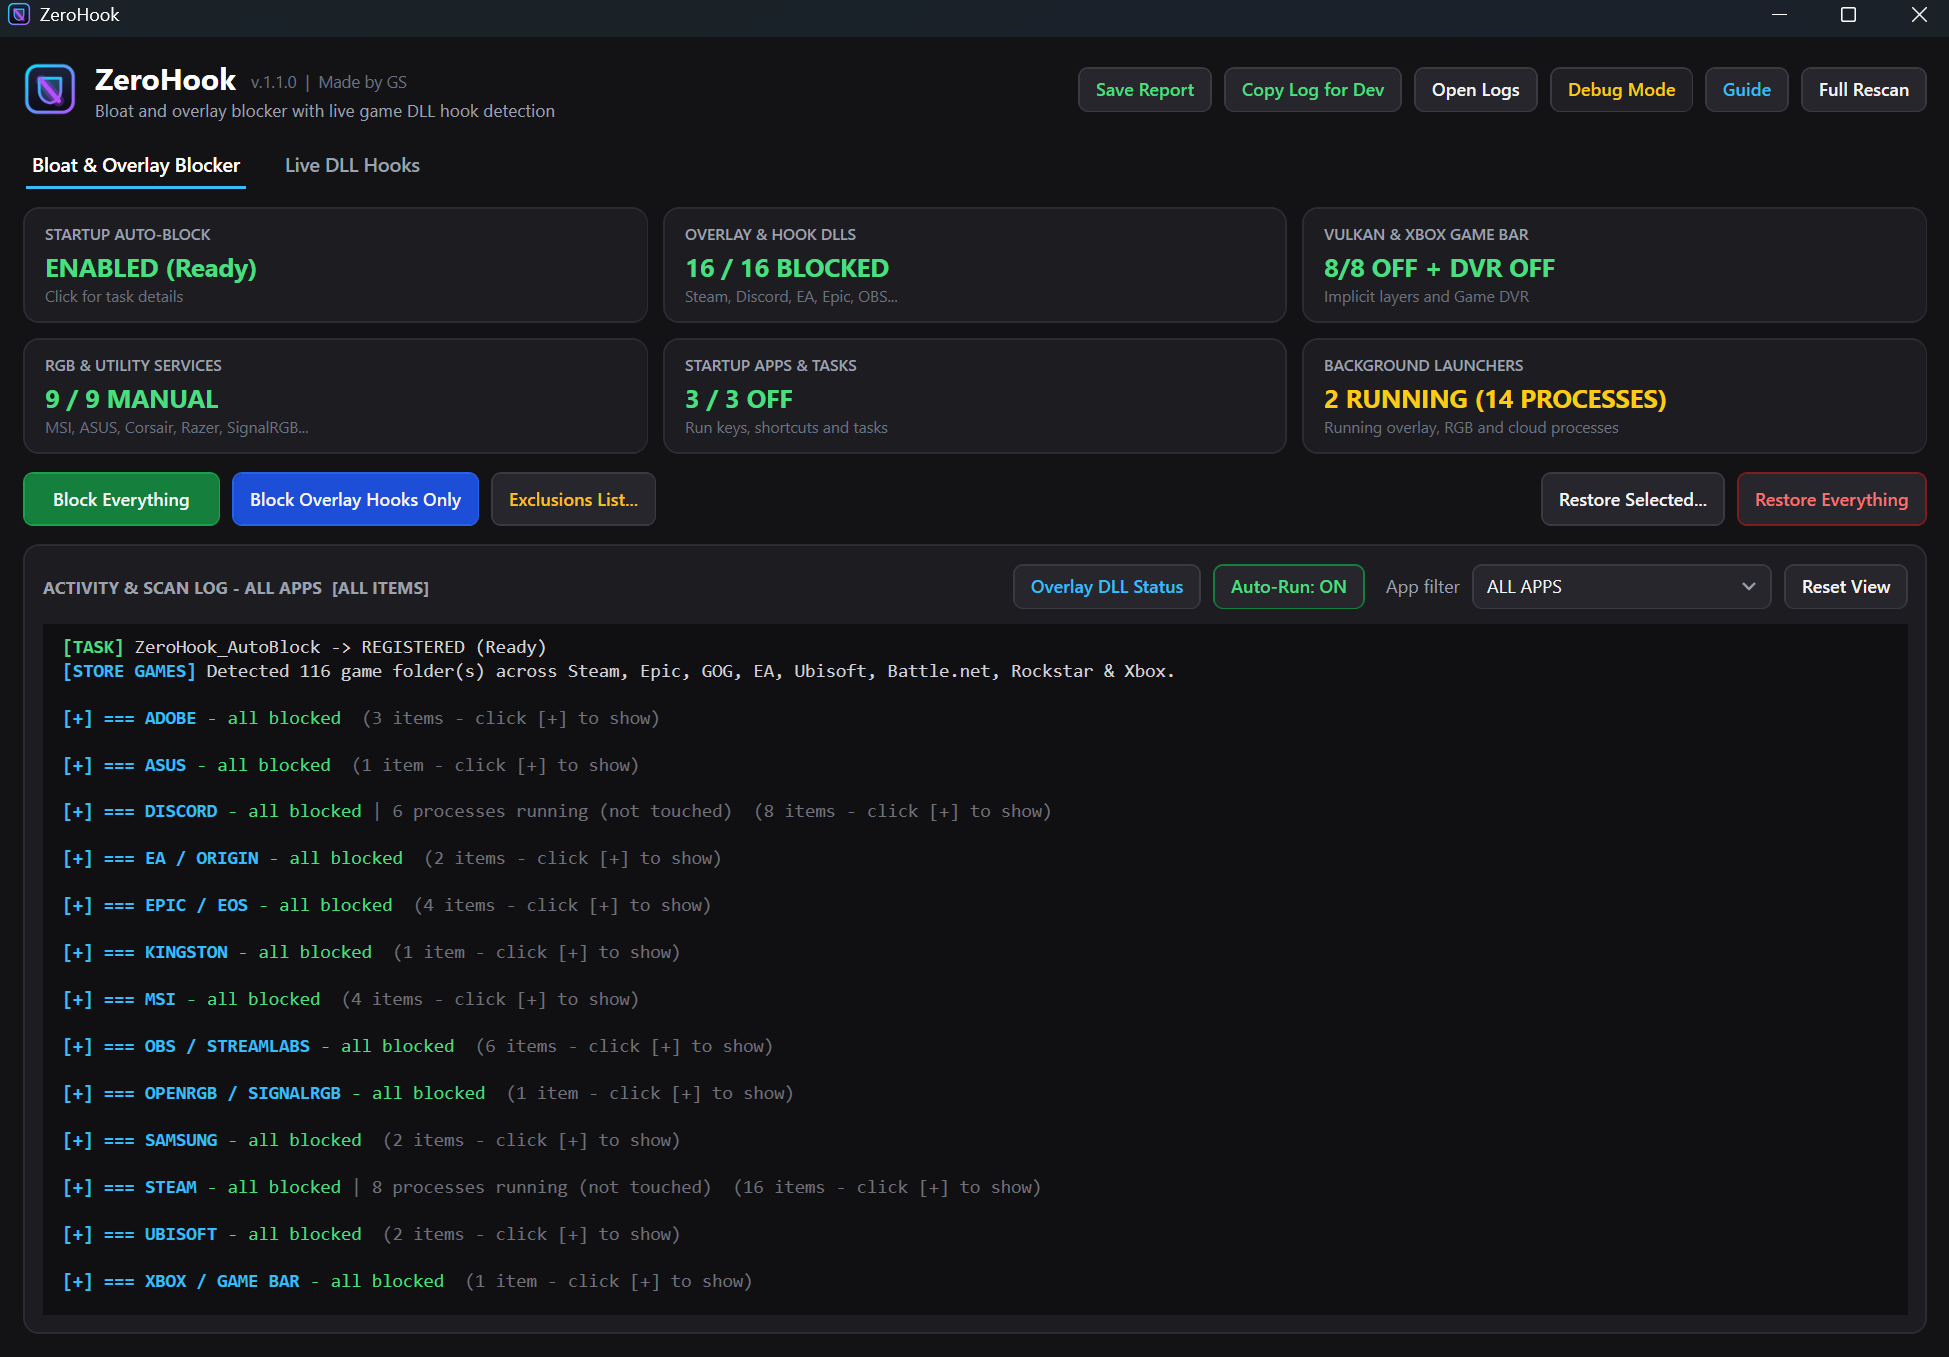 ZeroHook
ZeroHook v.1.1.0 | Made by GS
Bloat and overlay blocker with live game DLL hook detection
Save Report
Copy Log for Dev
Open Logs
Debug Mode
Guide
Full Rescan
Bloat & Overlay Blocker
Live DLL Hooks
STARTUP AUTO-BLOCK
ENABLED (Ready)
Click for task details
OVERLAY & HOOK DLLS
16 / 16 BLOCKED
Steam, Discord, EA, Epic, OBS...
VULKAN & XBOX GAME BAR
8/8 OFF + DVR OFF
Implicit layers and Game DVR
RGB & UTILITY SERVICES
9 / 9 MANUAL
MSI, ASUS, Corsair, Razer, SignalRGB...
STARTUP APPS & TASKS
3 / 3 OFF
Run keys, shortcuts and tasks
BACKGROUND LAUNCHERS
2 RUNNING (14 PROCESSES)
Running overlay, RGB and cloud processes
Block Everything
Block Overlay Hooks Only
Exclusions List...
Restore Selected...
Restore Everything
ACTIVITY & SCAN LOG - ALL APPS [ALL ITEMS]
Overlay DLL Status
Auto-Run: ON
App filter
ALL APPS
Reset View
[TASK] ZeroHook_AutoBlock -> REGISTERED (Ready)
[STORE GAMES] Detected 116 game folder(s) across Steam, Epic, GOG, EA, Ubisoft, Battle.net, Rockstar & Xbox.
[+] === ADOBE - all blocked (3 items - click [+] to show)
[+] === ASUS - all blocked (1 item - click [+] to show)
[+] === DISCORD - all blocked | 6 processes running (not touched) (8 items - click [+] to show)
[+] === EA / ORIGIN - all blocked (2 items - click [+] to show)
[+] === EPIC / EOS - all blocked (4 items - click [+] to show)
[+] === KINGSTON - all blocked (1 item - click [+] to show)
[+] === MSI - all blocked (4 items - click [+] to show)
[+] === OBS / STREAMLABS - all blocked (6 items - click [+] to show)
[+] === OPENRGB / SIGNALRGB - all blocked (1 item - click [+] to show)
[+] === SAMSUNG - all blocked (2 items - click [+] to show)
[+] === STEAM - all blocked | 8 processes running (not touched) (16 items - click [+] to show)
[+] === UBISOFT - all blocked (2 items - click [+] to show)
[+] === XBOX / GAME BAR - all blocked (1 item - click [+] to show)